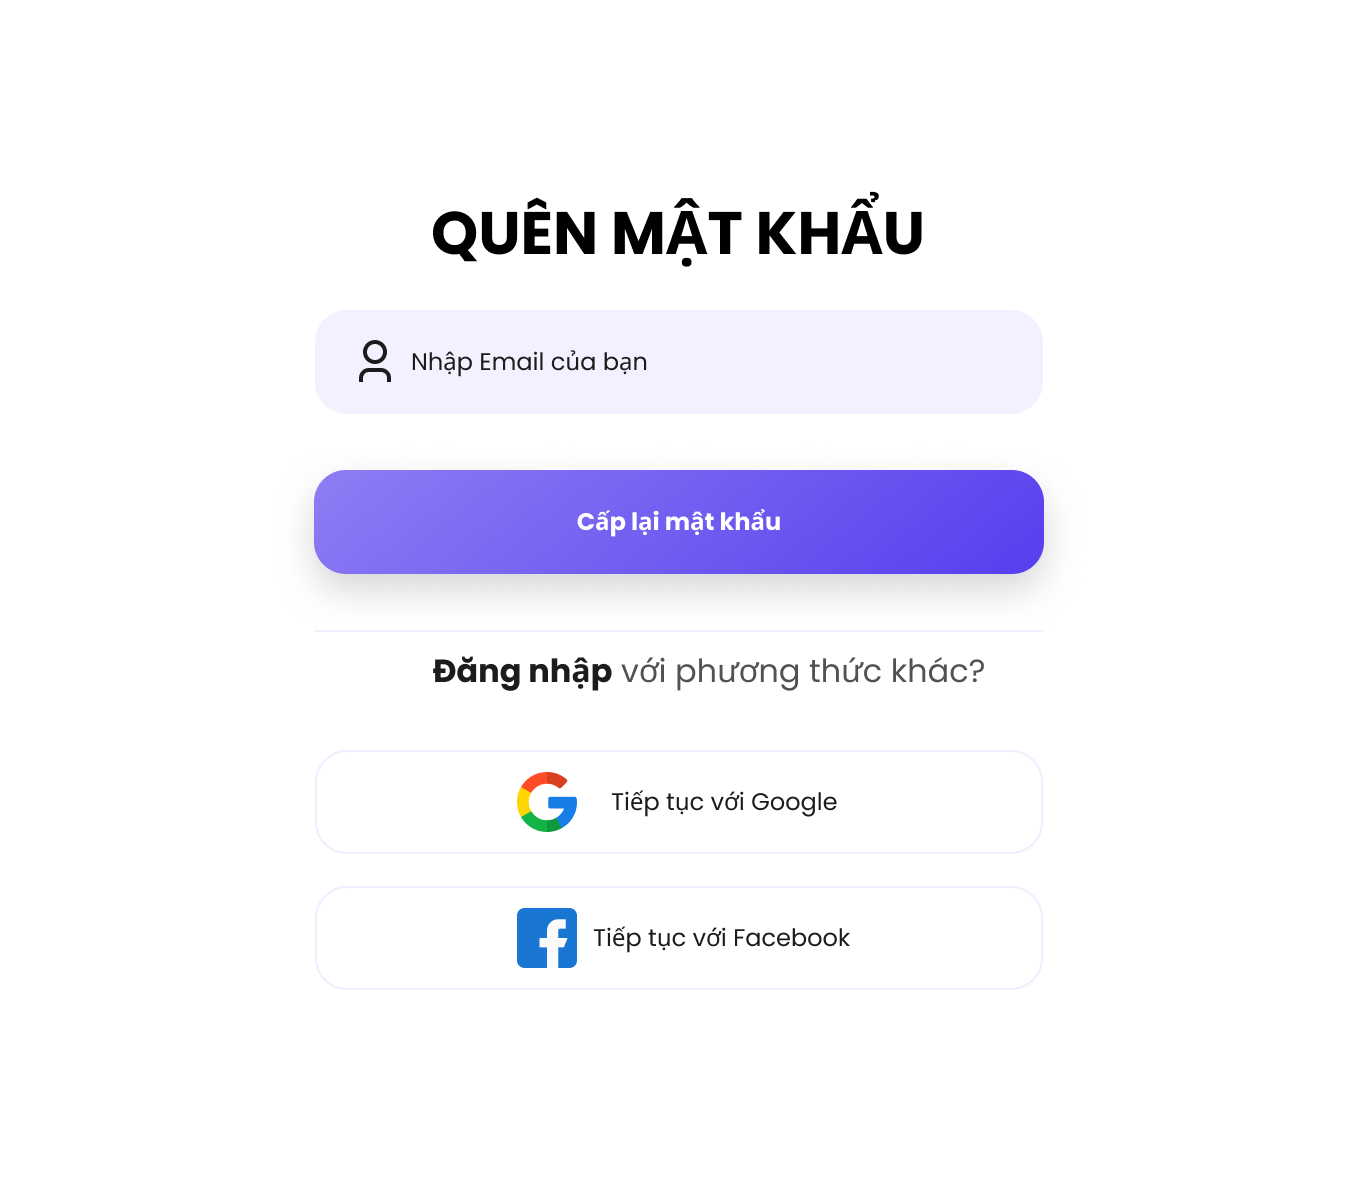 QUÊN MẬT KHẨU
Nhập Email của bạn
Cấp lại mật khẩu
Đăng nhập với phương thức khác?
Tiếp tục với Google
Tiếp tục với Facebook